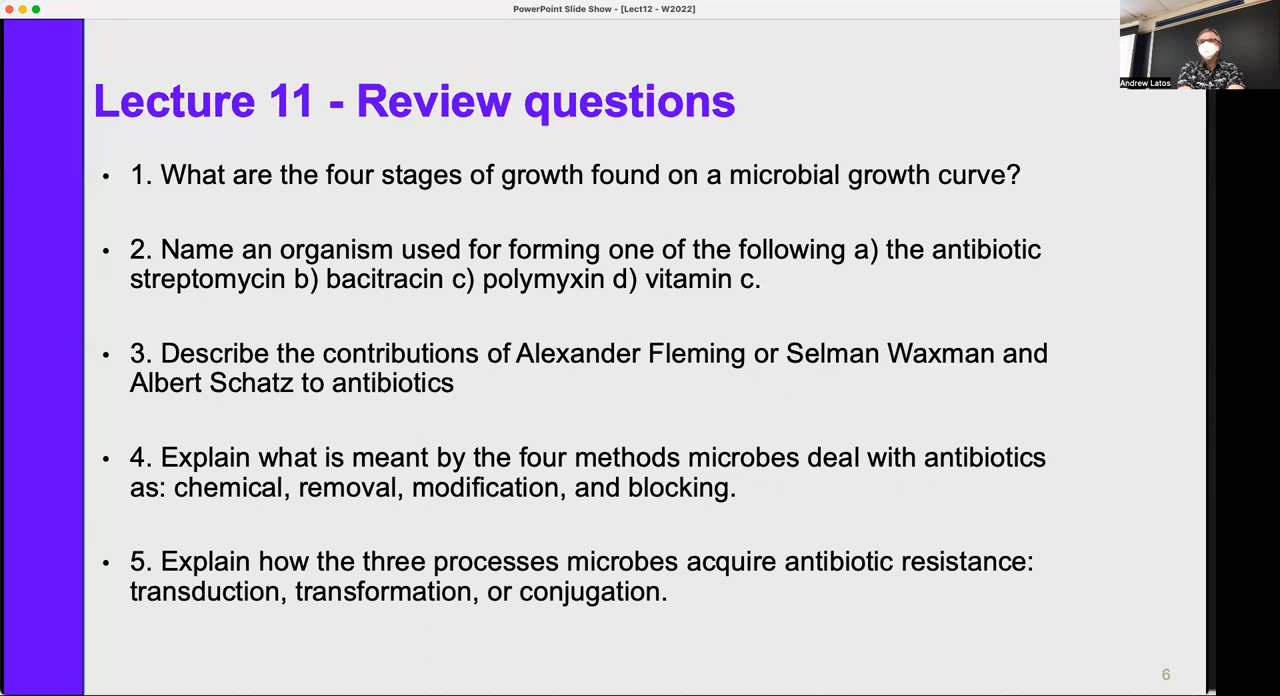 PowerPoint Slide Show - [Lect12 - W2022]
Andrew Latos
Lecture 11 - Review questions
• 1. What are the four stages of growth found on a microbial growth curve?
• 2. Name an organism used for forming one of the following a) the antibiotic
streptomycin b) bacitracin c) polymyxin d) vitamin c.
• 3. Describe the contributions of Alexander Fleming or Selman Waxman and
Albert Schatz to antibiotics
• 4. Explain what is meant by the four methods microbes deal with antibiotics
as: chemical, removal, modification, and blocking.
• 5. Explain how the three processes microbes acquire antibiotic resistance:
transduction, transformation, or conjugation.
6